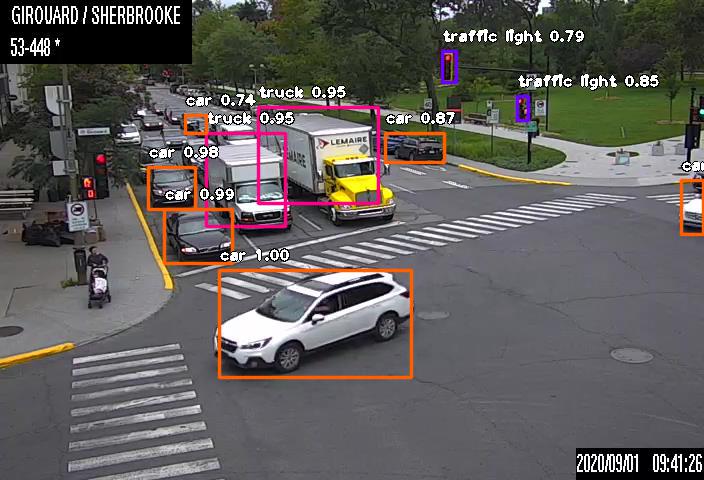 GIROUARD / SHERBROOKE
53-448 *
traffic light 0.79
traffic light 0.85
car 0.74
truck 0.95
truck 0.95
car 0.87
LEMAIRE
car 0.98
car 0.99
car 1.00
2020/09/01 09:41:26